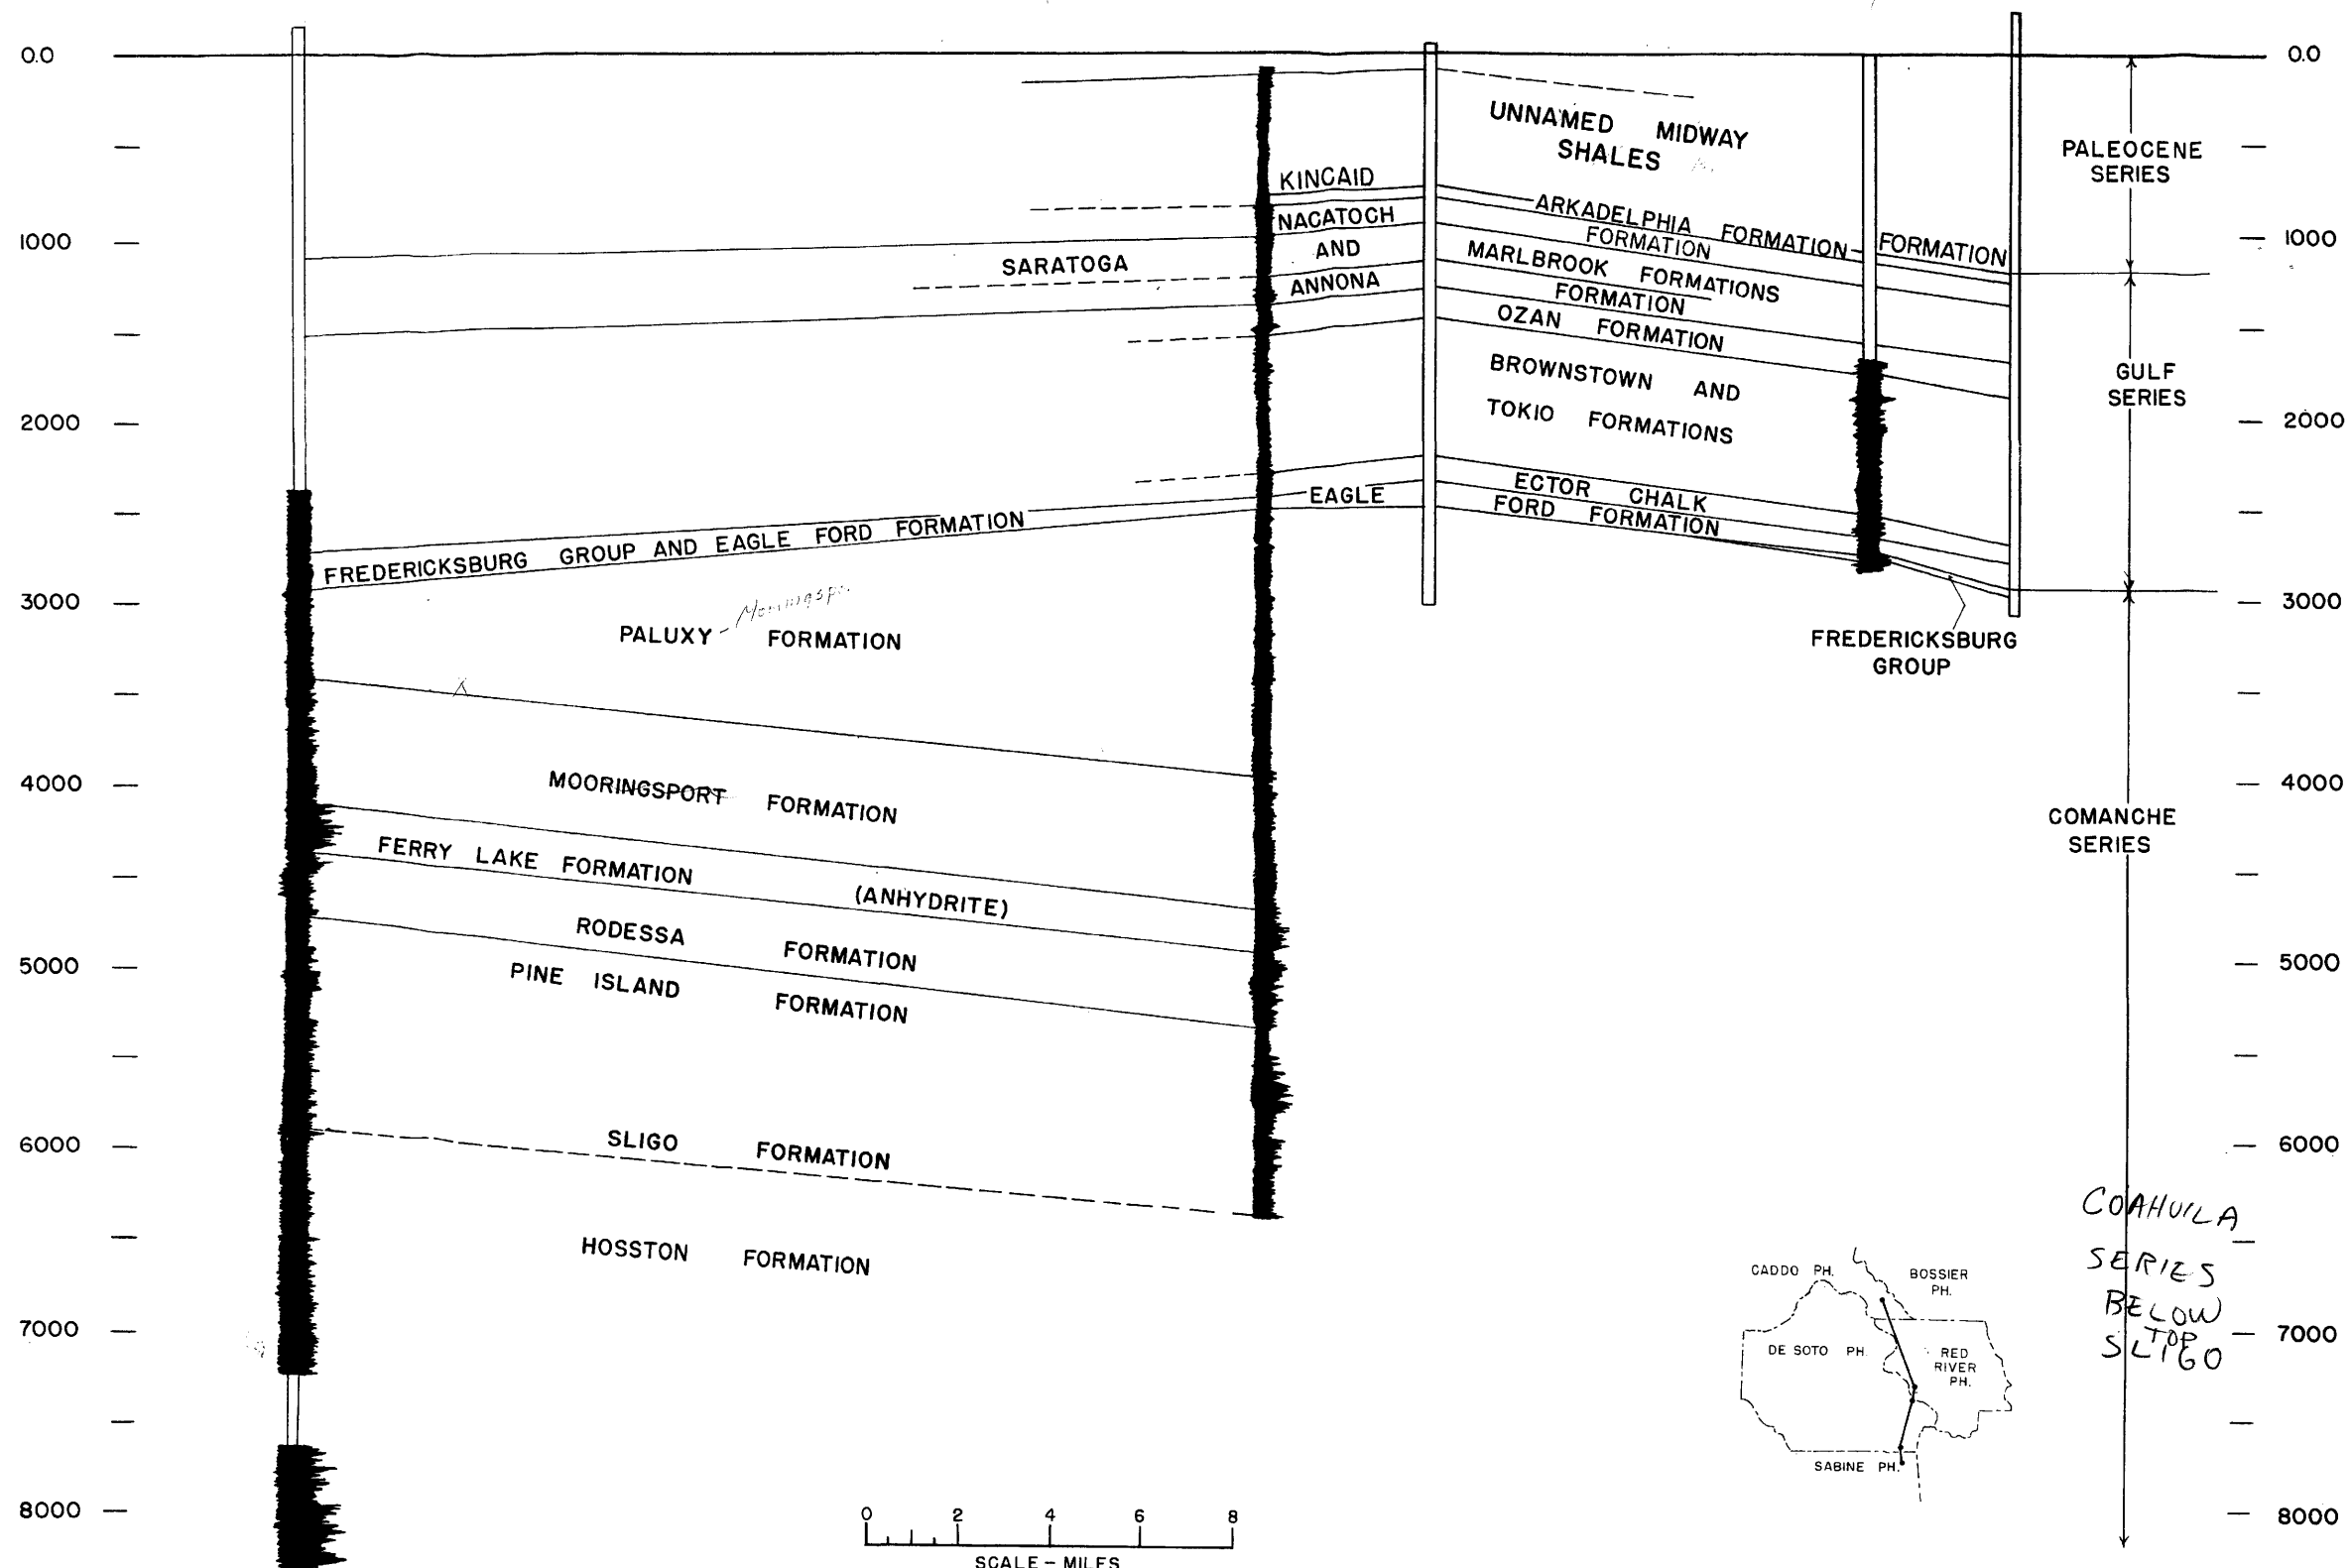 0.0
0.0
UNNAMED MIDWAY
SHALES
PALEOCENE
SERIES
KINCAID
ARKADELPHIA FORMATION FORMATION
NACATOCH FORMATION
1000
1000
SARATOGA AND MARLBROOK FORMATIONS
ANNONA FORMATION
OZAN FORMATION
GULF
SERIES
BROWNSTOWN AND
TOKIO FORMATIONS
2000
2000
ECTOR CHALK
EAGLE FORD FORMATION
FREDERICKSBURG GROUP AND EAGLE FORD FORMATION
3000
3000
PALUXY - FORMATION
FREDERICKSBURG
GROUP
4000
4000
MOORINGSPORT FORMATION
COMANCHE
SERIES
FERRY LAKE FORMATION (ANHYDRITE)
RODESSA FORMATION
5000
5000
PINE ISLAND FORMATION
6000
6000
SLIGO FORMATION
HOSSTON FORMATION
COAHUILA
SERIES
BELOW
TOP
SLIGO
CADDO PH.
BOSSIER
PH.
DE SOTO PH.
RED
RIVER
PH.
SABINE PH.
7000
7000
8000
8000
0 2 4 6 8
SCALE – MILES